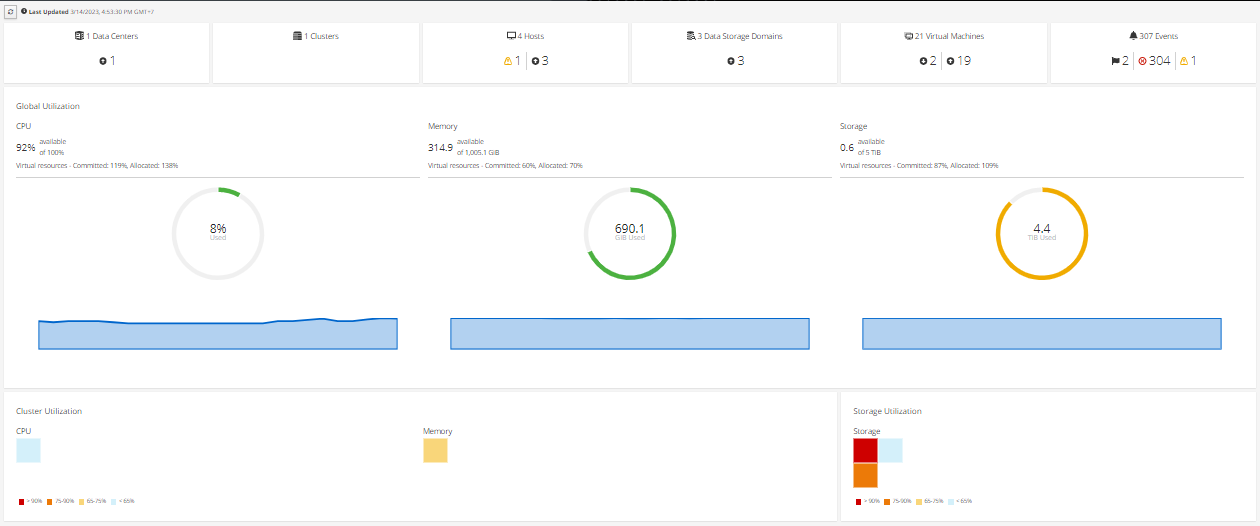 Last Updated 3/14/2023, 4:53:30 PM GMT+7
1 Data Centers
1
1 Clusters
4 Hosts
1 3
3 Data Storage Domains
3
21 Virtual Machines
2 19
307 Events
2 304 1
Global Utilization
CPU
92% available
of 100%
Virtual resources - Committed: 119%, Allocated: 138%
8%
Used
Memory
314.9 available
of 1,005.1 GiB
Virtual resources - Committed: 60%, Allocated: 70%
690.1
GiB Used
Storage
0.6 available
of 5 TiB
Virtual resources - Committed: 87%, Allocated: 109%
4.4
TiB Used
Cluster Utilization
CPU
Memory
> 90% 75-90% 65-75% < 65%
Storage Utilization
Storage
> 90% 75-90% 65-75% < 65%